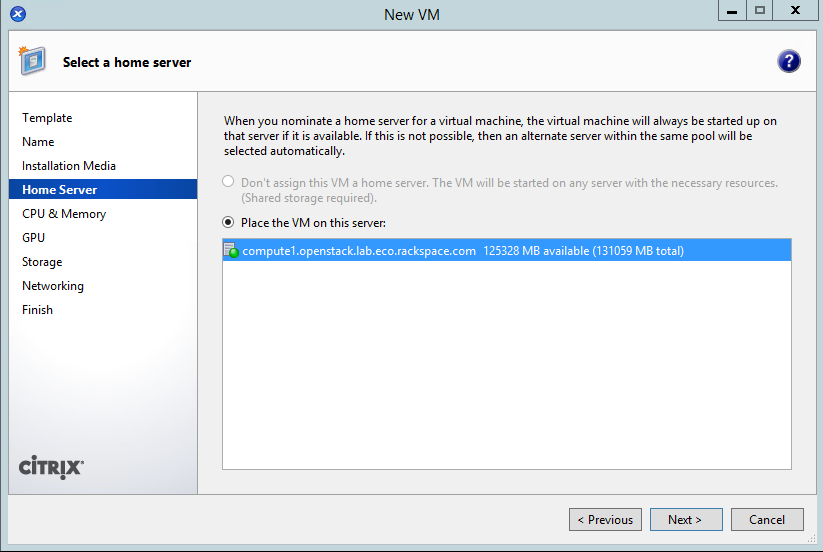 New VM
Select a home server
?
Template
Name
Installation Media
Home Server
CPU & Memory
GPU
Storage
Networking
Finish
CITRIX
When you nominate a home server for a virtual machine, the virtual machine will always be started up on
that server if it is available. If this is not possible, then an alternate server within the same pool will be
selected automatically.
Don't assign this VM a home server. The VM will be started on any server with the necessary resources.
(Shared storage required).
Place the VM on this server:
compute1.openstack.lab.eco.rackspace.com 125328 MB available (131059 MB total)
< Previous
Next >
Cancel